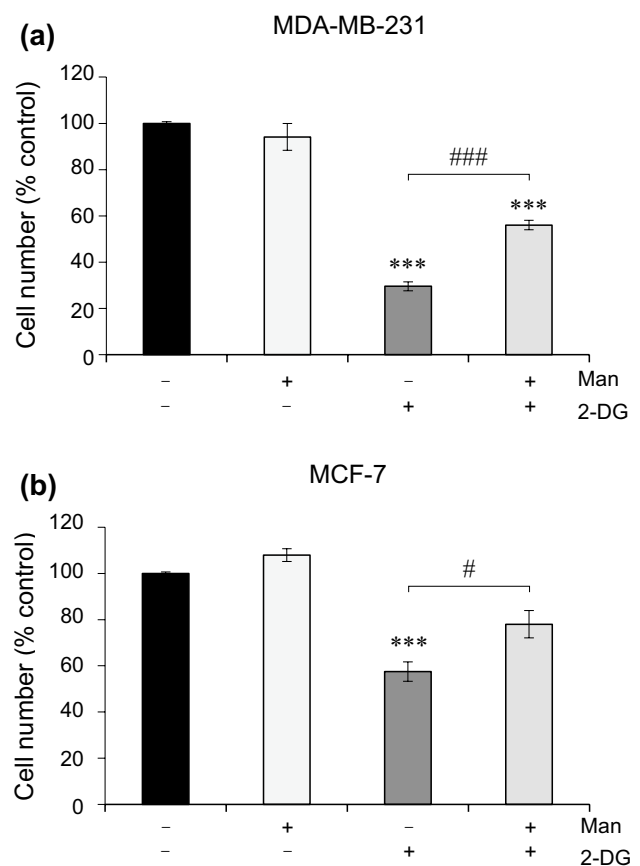 (a)
MDA-MB-231
Cell number (% control)
120
100
80
60
40
20
0
###
***
***
– + – + Man
– – + + 2-DG
(b)
MCF-7
Cell number (% control)
120
100
80
60
40
20
0
#
***
– + – + Man
– – + + 2-DG